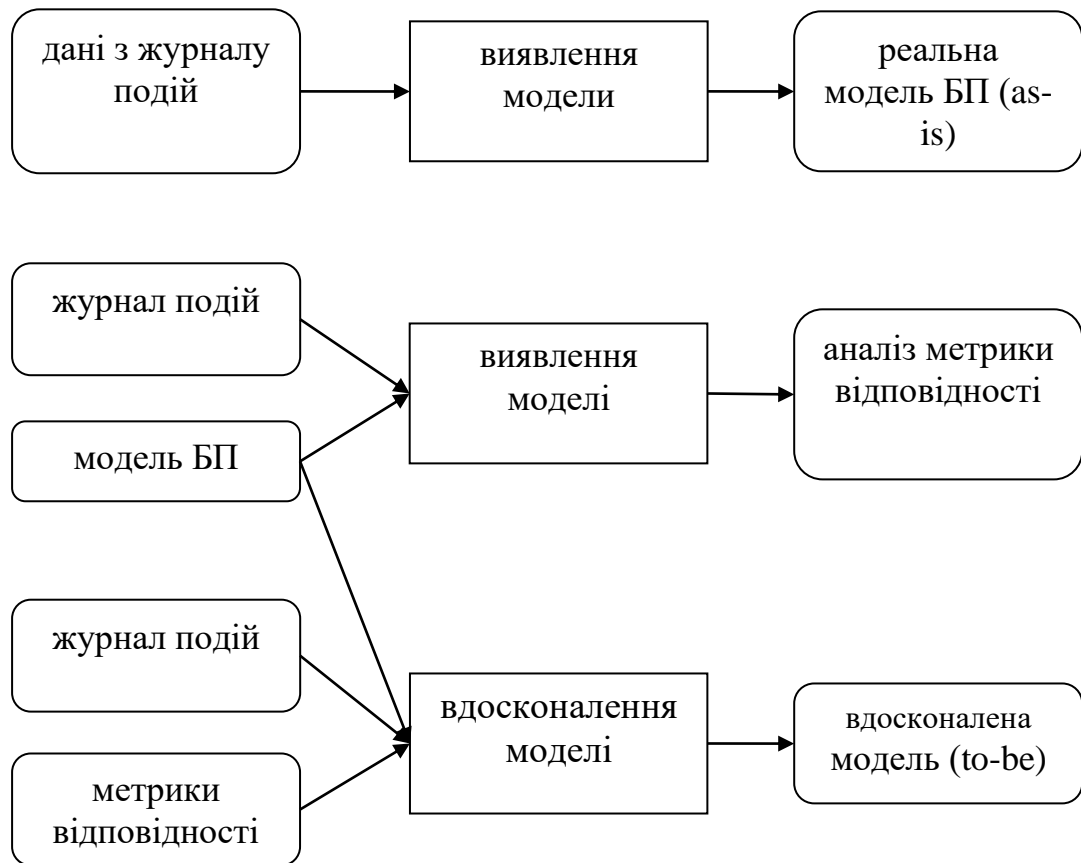 дані з журналу
подій
виявлення
модели
реальна
модель БП (as-
is)
журнал подій
виявлення
моделі
аналіз метрики
відповідності
модель БП
журнал подій
вдосконалення
моделі
вдосконалена
модель (to-be)
метрики
відповідності